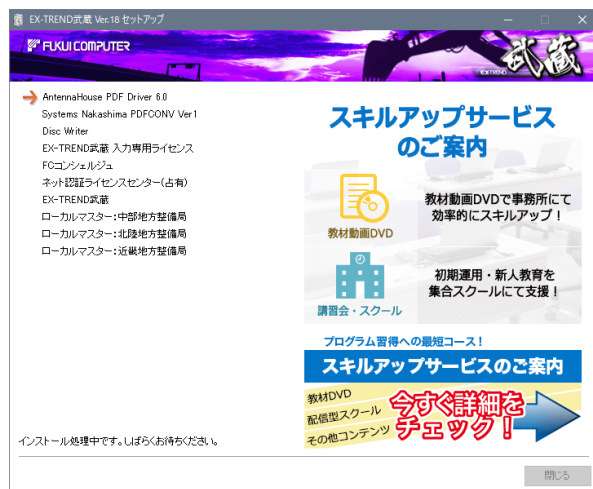 EX-TREND武蔵 Ver.18 セットアップ
FUKUI COMPUTER
EX-TREND 武蔵
AntennaHouse PDF Driver 6.0
Systems Nakashima PDFCONV Ver1
Disc Writer
EX-TREND武蔵 入力専用ライセンス
FCコンシェルジュ
ネット認証ライセンスセンター(占有)
EX-TREND武蔵
ローカルマスター:中部地方整備局
ローカルマスター:北陸地方整備局
ローカルマスター:近畿地方整備局
インストール処理中です。しばらくお待ちください。
スキルアップサービス
のご案内
教材動画DVD
教材動画DVDで事務所にて
効率的にスキルアップ!
講習会・スクール
初期運用・新人教育を
集合スクールにて支援!
プログラム習得への最短コース!
スキルアップサービスのご案内
教材DVD
配信型スクール
その他コンテンツ
今すぐ詳細を
チェック!
閉じる